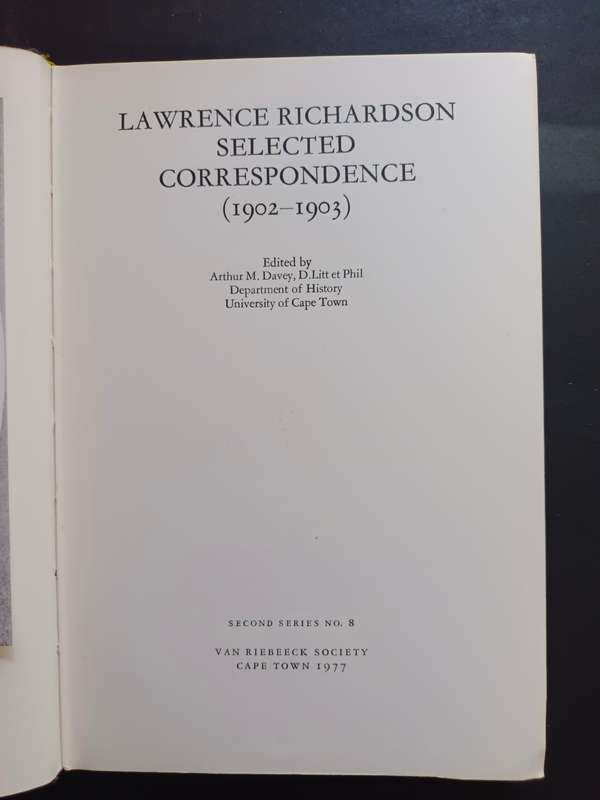 LAWRENCE RICHARDSON
SELECTED
CORRESPONDENCE
(1902–1903)
Edited by
Arthur M. Davey, D.Litt et Phil
Department of History
University of Cape Town
SECOND SERIES NO. 8
VAN RIEBEECK SOCIETY
CAPE TOWN 1977